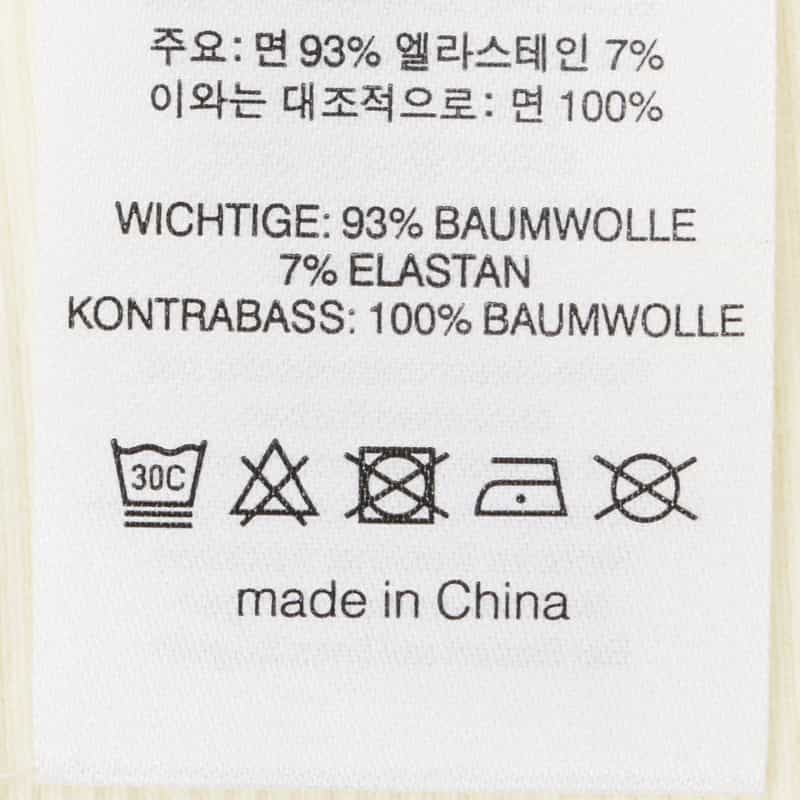 주요: 면 93% 엘라스테인 7%
이와는 대조적으로: 면 100%
WICHTIGE: 93% BAUMWOLLE
7% ELASTAN
KONTRABASS: 100% BAUMWOLLE
30C
made in China